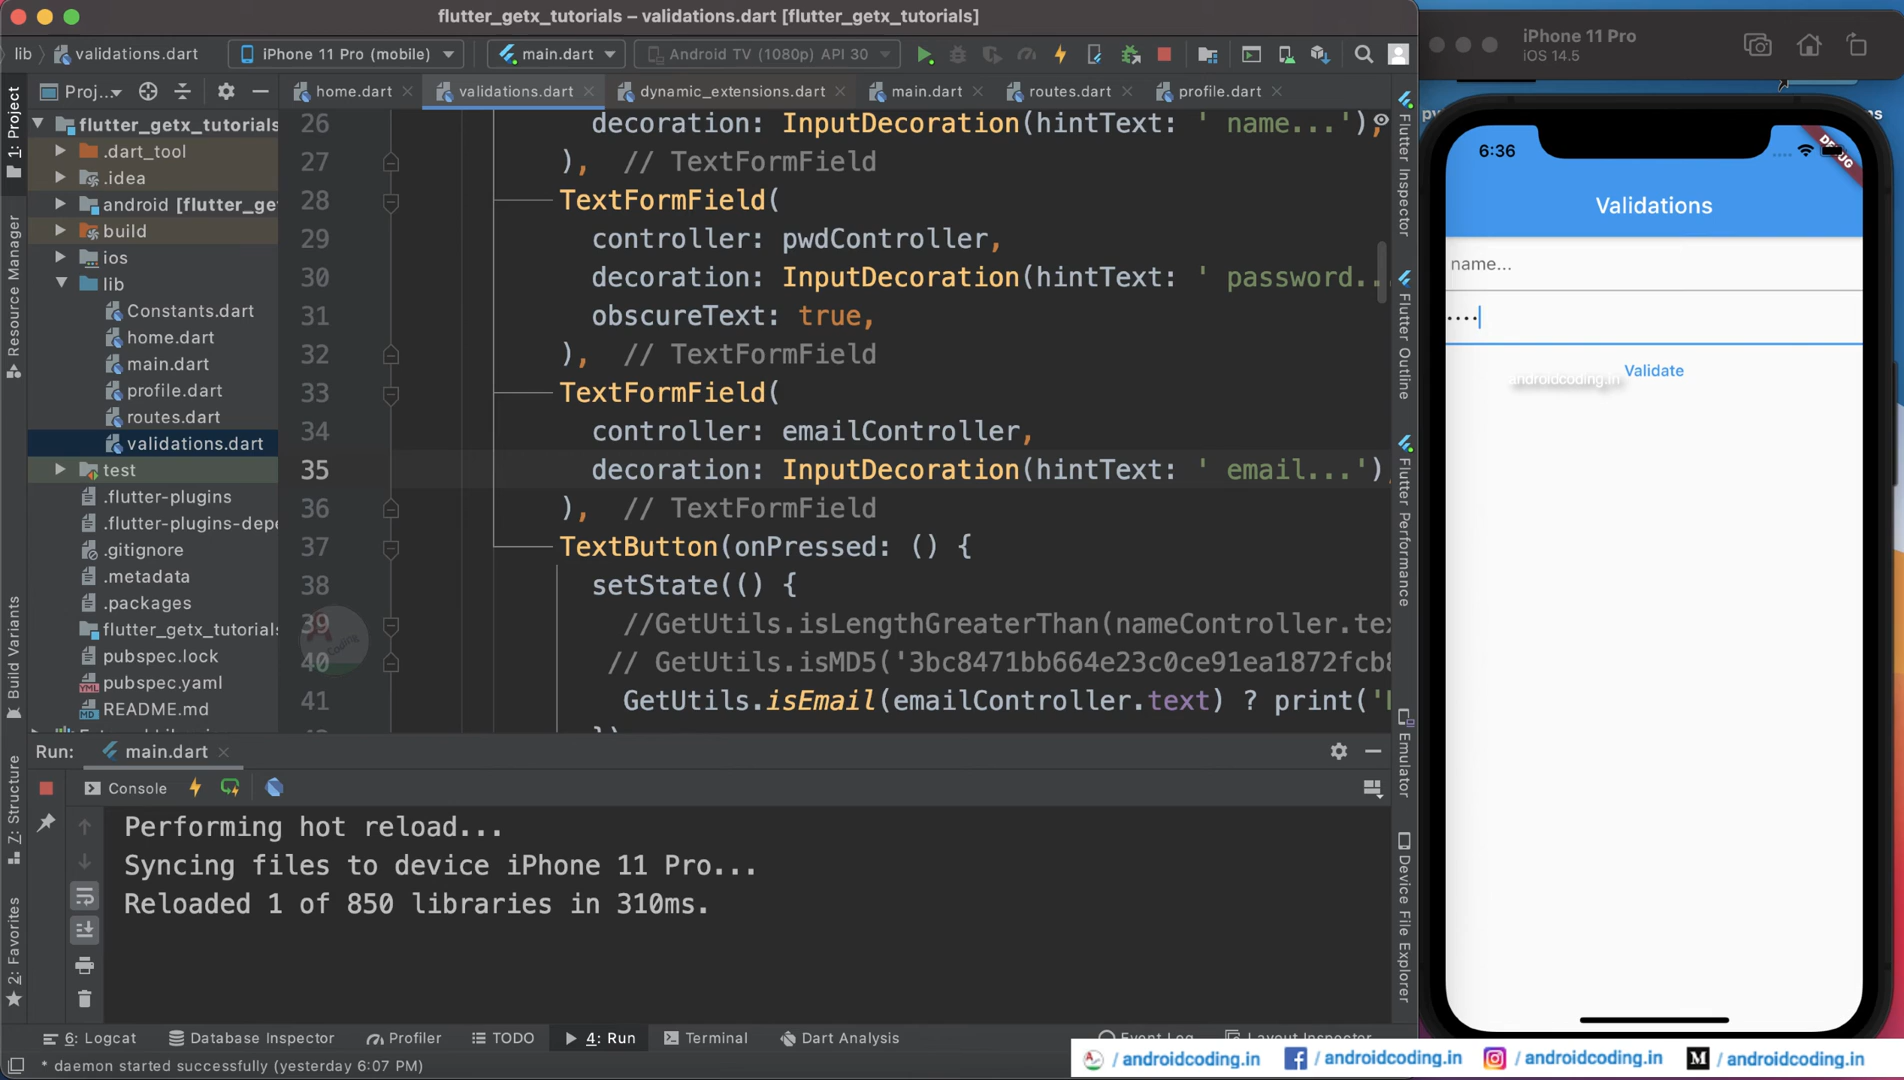 flutter_getx_tutorials – validations.dart [flutter_getx_tutorials]
lib validations.dart iPhone 11 Pro (mobile) main.dart Android TV (1080p) API 30
1: Project
Proj...
home.dart validations.dart dynamic_extensions.dart main.dart routes.dart profile.dart
flutter_getx_tutorials
.dart_tool
.idea
android [flutter_ge
build
ios
lib
Constants.dart
home.dart
main.dart
profile.dart
routes.dart
validations.dart
test
.flutter-plugins
.flutter-plugins-depe
.gitignore
.metadata
.packages
flutter_getx_tutorials
pubspec.lock
pubspec.yaml
README.md
Resource Manager
Build Variants
Z: Structure
2: Favorites
26 decoration: InputDecoration(hintText: ' name...'),
27 ), // TextFormField
28 TextFormField(
29 controller: pwdController,
30 decoration: InputDecoration(hintText: ' password..
31 obscureText: true,
32 ), // TextFormField
33 TextFormField(
34 controller: emailController,
35 decoration: InputDecoration(hintText: ' email...'),
36 ), // TextFormField
37 TextButton(onPressed: () {
38 setState(() {
39 //GetUtils.isLengthGreaterThan(nameController.tex
40 // GetUtils.isMD5('3bc8471bb664e23c0ce91ea1872fcb8
41 GetUtils.isEmail(emailController.text) ? print('
Flutter Inspector
Flutter Outline
Flutter Performance
Emulator
Device File Explorer
Run: main.dart
Console
Performing hot reload...
Syncing files to device iPhone 11 Pro...
Reloaded 1 of 850 libraries in 310ms.
6: Logcat Database Inspector Profiler TODO 4: Run Terminal Dart Analysis Event Log Layout Inspector
* daemon started successfully (yesterday 6:07 PM)
iPhone 11 Pro
iOS 14.5
6:36
DEBUG
Validations
name...
Validate
androidcoding.in
/ androidcoding.in / androidcoding.in / androidcoding.in / androidcoding.in